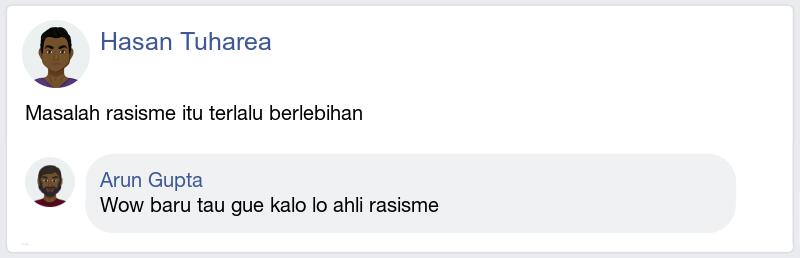 Hasan Tuharea
Masalah rasisme itu terlalu berlebihan
Arun Gupta
Wow baru tau gue kalo lo ahli rasisme